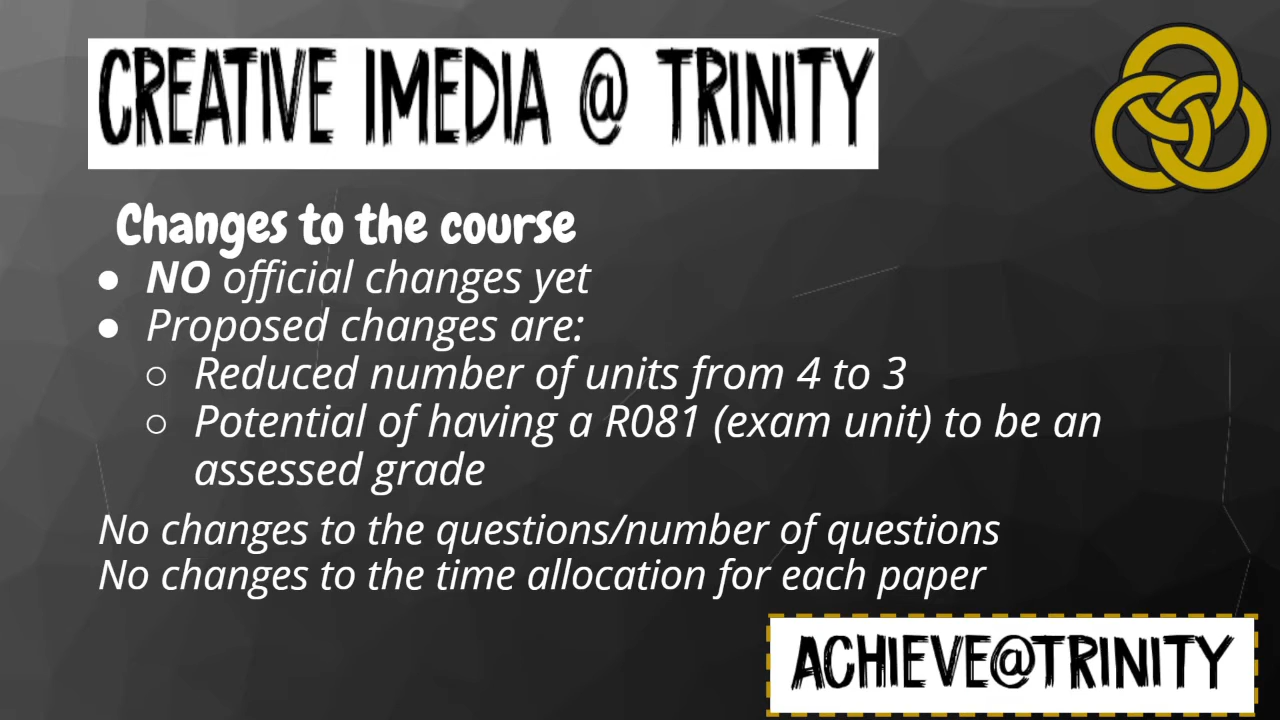 CREATIVE IMEDIA @ TRINITY
Changes to the course
● NO official changes yet
● Proposed changes are:
○ Reduced number of units from 4 to 3
○ Potential of having a R081 (exam unit) to be an
assessed grade
No changes to the questions/number of questions
No changes to the time allocation for each paper
ACHIEVE@TRINITY